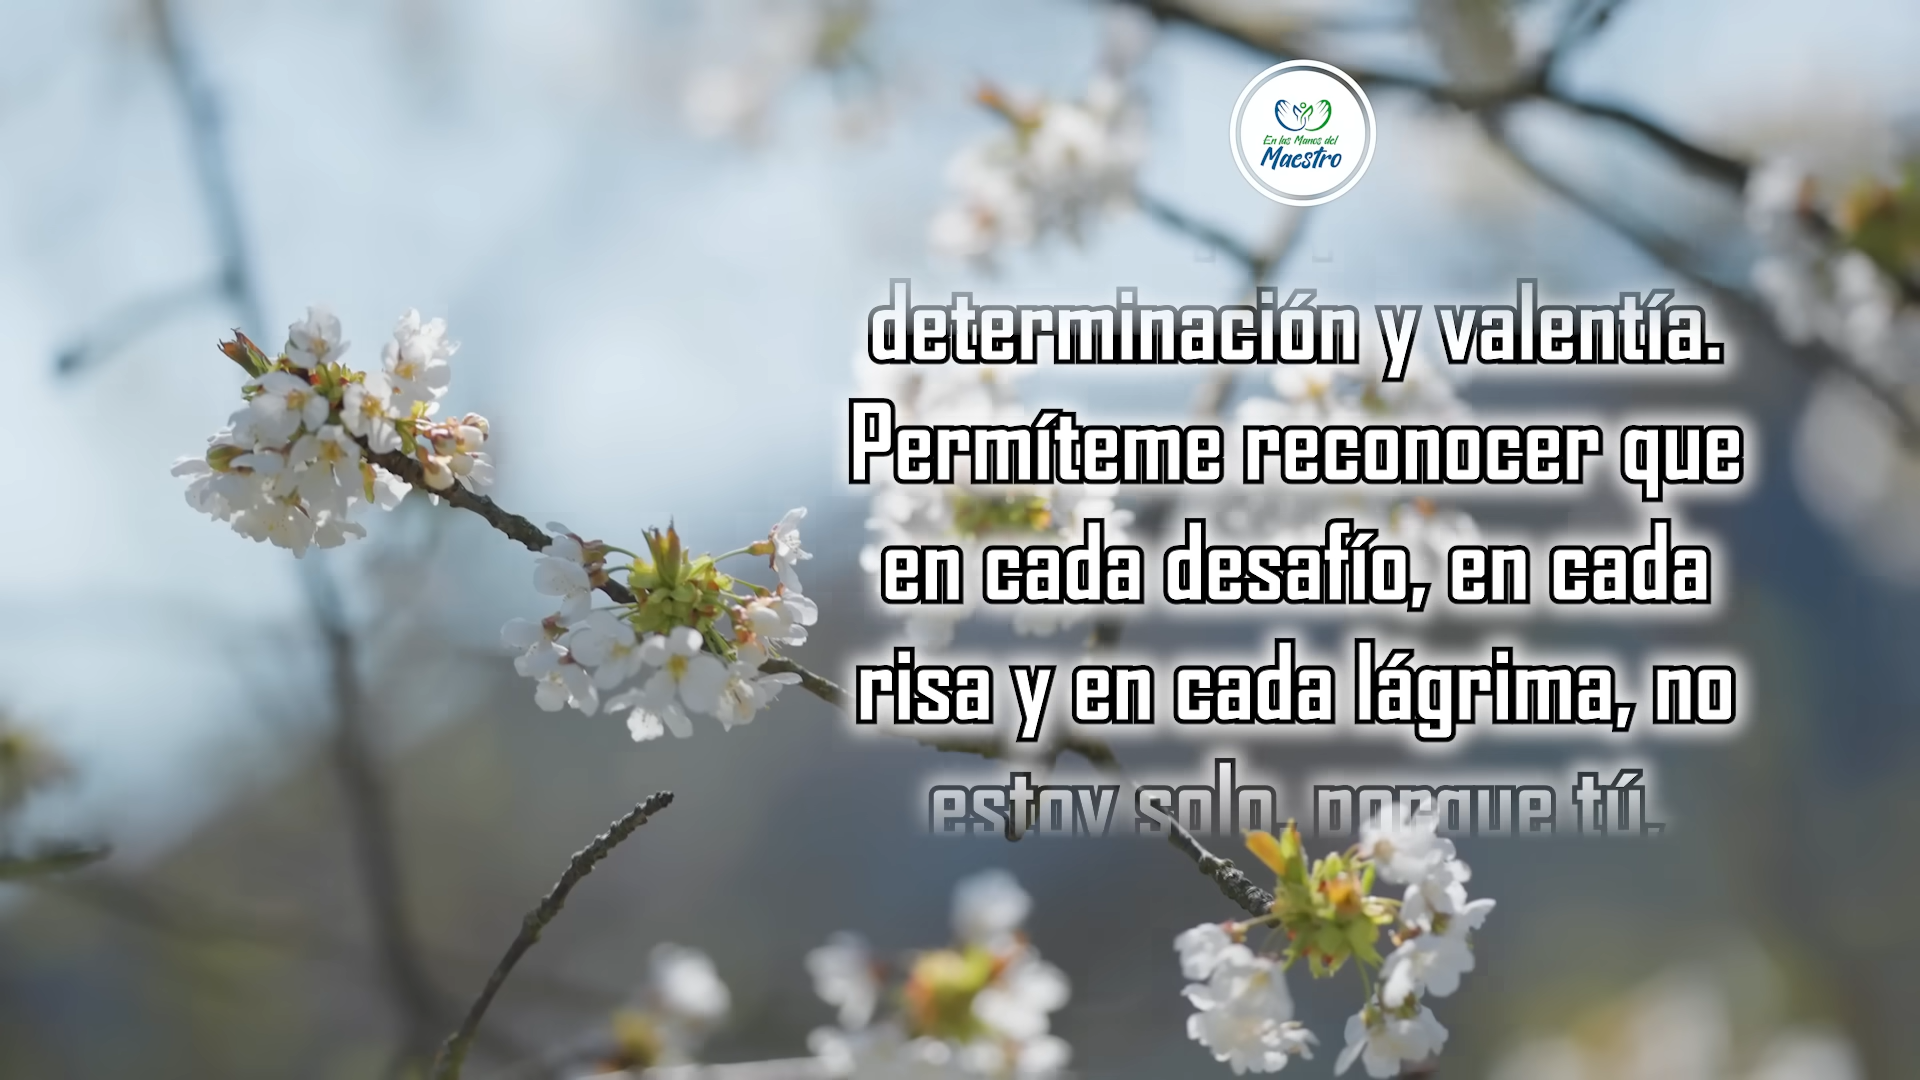 En las Manos del
Maestro
determinación y valentía.
Permíteme reconocer que
en cada desafío, en cada
risa y en cada lágrima, no
estoy solo, porque tú,